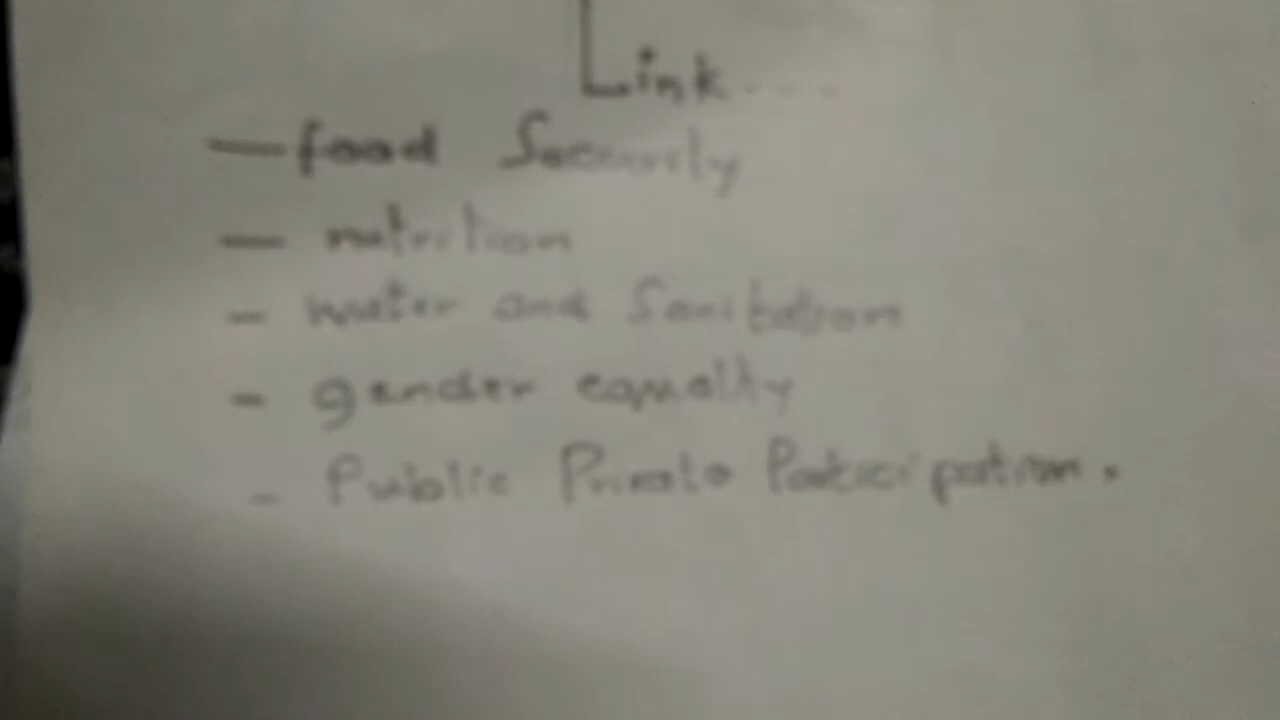 Link....
— food Security
— nutrition
- water and Sanitation
- gender equality
- Public Private Participation.